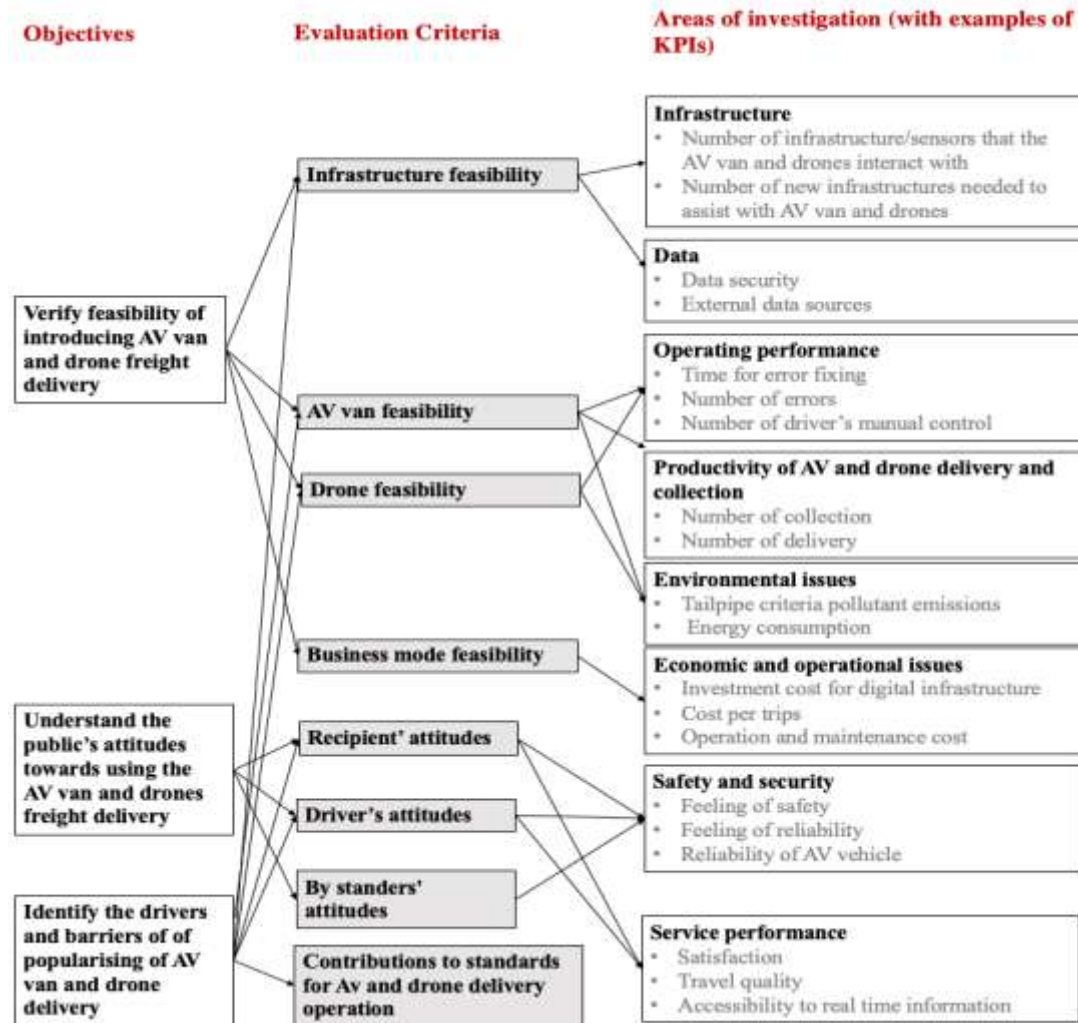 Objectives
Evaluation Criteria
Areas of investigation (with examples of
KPIs)
Verify feasibility of
introducing AV van
and drone freight
delivery
Understand the
public's attitudes
towards using the
AV van and drones
freight delivery
Identify the drivers
and barriers of of
popularising of AV
van and drone
delivery
Infrastructure feasibility
AV van feasibility
Drone feasibility
Business mode feasibility
Recipient' attitudes
Driver's attitudes
By standers'
attitudes
Contributions to standards
for Av and drone delivery
operation
Infrastructure
• Number of infrastructure/sensors that the
AV van and drones interact with
• Number of new infrastructures needed to
assist with AV van and drones
Data
• Data security
• External data sources
Operating performance
• Time for error fixing
• Number of errors
• Number of driver's manual control
Productivity of AV and drone delivery and
collection
• Number of collection
• Number of delivery
Environmental issues
• Tailpipe criteria pollutant emissions
• Energy consumption
Economic and operational issues
• Investment cost for digital infrastructure
• Cost per trips
• Operation and maintenance cost
Safety and security
• Feeling of safety
• Feeling of reliability
• Reliability of AV vehicle
Service performance
• Satisfaction
• Travel quality
• Accessibility to real time information